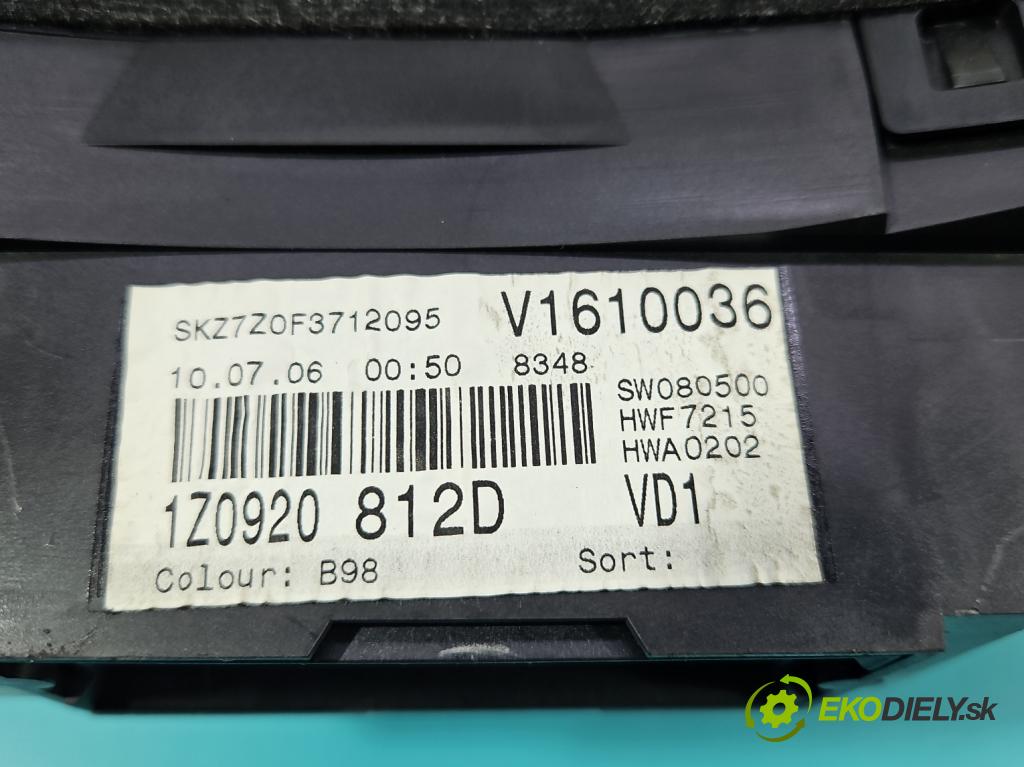 SKZ7Z0F3712095 V1610036
10.07.06 00:50 8348
SW080500
HWF7215
HWA0202
1Z0920 812D VD1
Colour: B98 Sort:
EKODIELY.sk